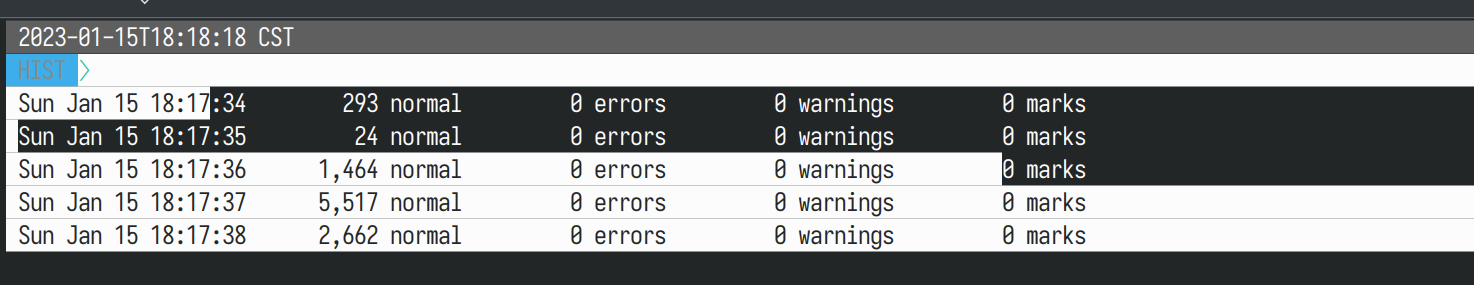 2023-01-15T18:18:18 CST
HIST
Sun Jan 15 18:17:34 293 normal 0 errors 0 warnings 0 marks
Sun Jan 15 18:17:35 24 normal 0 errors 0 warnings 0 marks
Sun Jan 15 18:17:36 1,464 normal 0 errors 0 warnings 0 marks
Sun Jan 15 18:17:37 5,517 normal 0 errors 0 warnings 0 marks
Sun Jan 15 18:17:38 2,662 normal 0 errors 0 warnings 0 marks